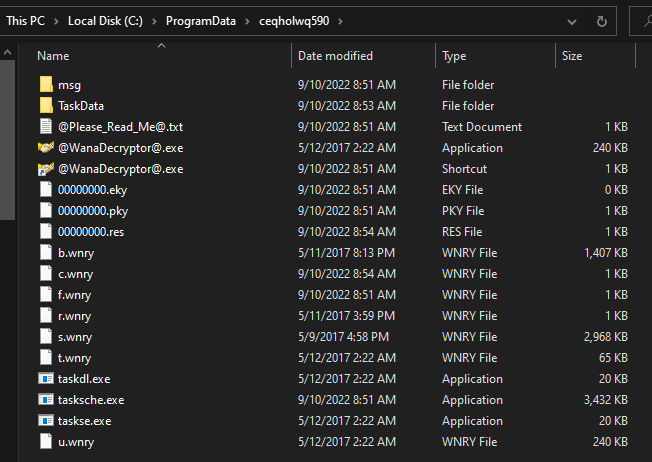 This PC > Local Disk (C:) > ProgramData > ceqholwq590 >
Name Date modified Type Size
msg 9/10/2022 8:51 AM File folder
TaskData 9/10/2022 8:53 AM File folder
@Please_Read_Me@.txt 9/10/2022 8:51 AM Text Document 1 KB
@WanaDecryptor@.exe 5/12/2017 2:22 AM Application 240 KB
@WanaDecryptor@.exe 9/10/2022 8:51 AM Shortcut 1 KB
00000000.eky 9/10/2022 8:51 AM EKY File 0 KB
00000000.pky 9/10/2022 8:51 AM PKY File 1 KB
00000000.res 9/10/2022 8:54 AM RES File 1 KB
b.wnry 5/11/2017 8:13 PM WNRY File 1,407 KB
c.wnry 9/10/2022 8:54 AM WNRY File 1 KB
f.wnry 9/10/2022 8:51 AM WNRY File 1 KB
r.wnry 5/11/2017 3:59 PM WNRY File 1 KB
s.wnry 5/9/2017 4:58 PM WNRY File 2,968 KB
t.wnry 5/12/2017 2:22 AM WNRY File 65 KB
taskdl.exe 5/12/2017 2:22 AM Application 20 KB
tasksche.exe 9/10/2022 8:51 AM Application 3,432 KB
taskse.exe 5/12/2017 2:22 AM Application 20 KB
u.wnry 5/12/2017 2:22 AM WNRY File 240 KB